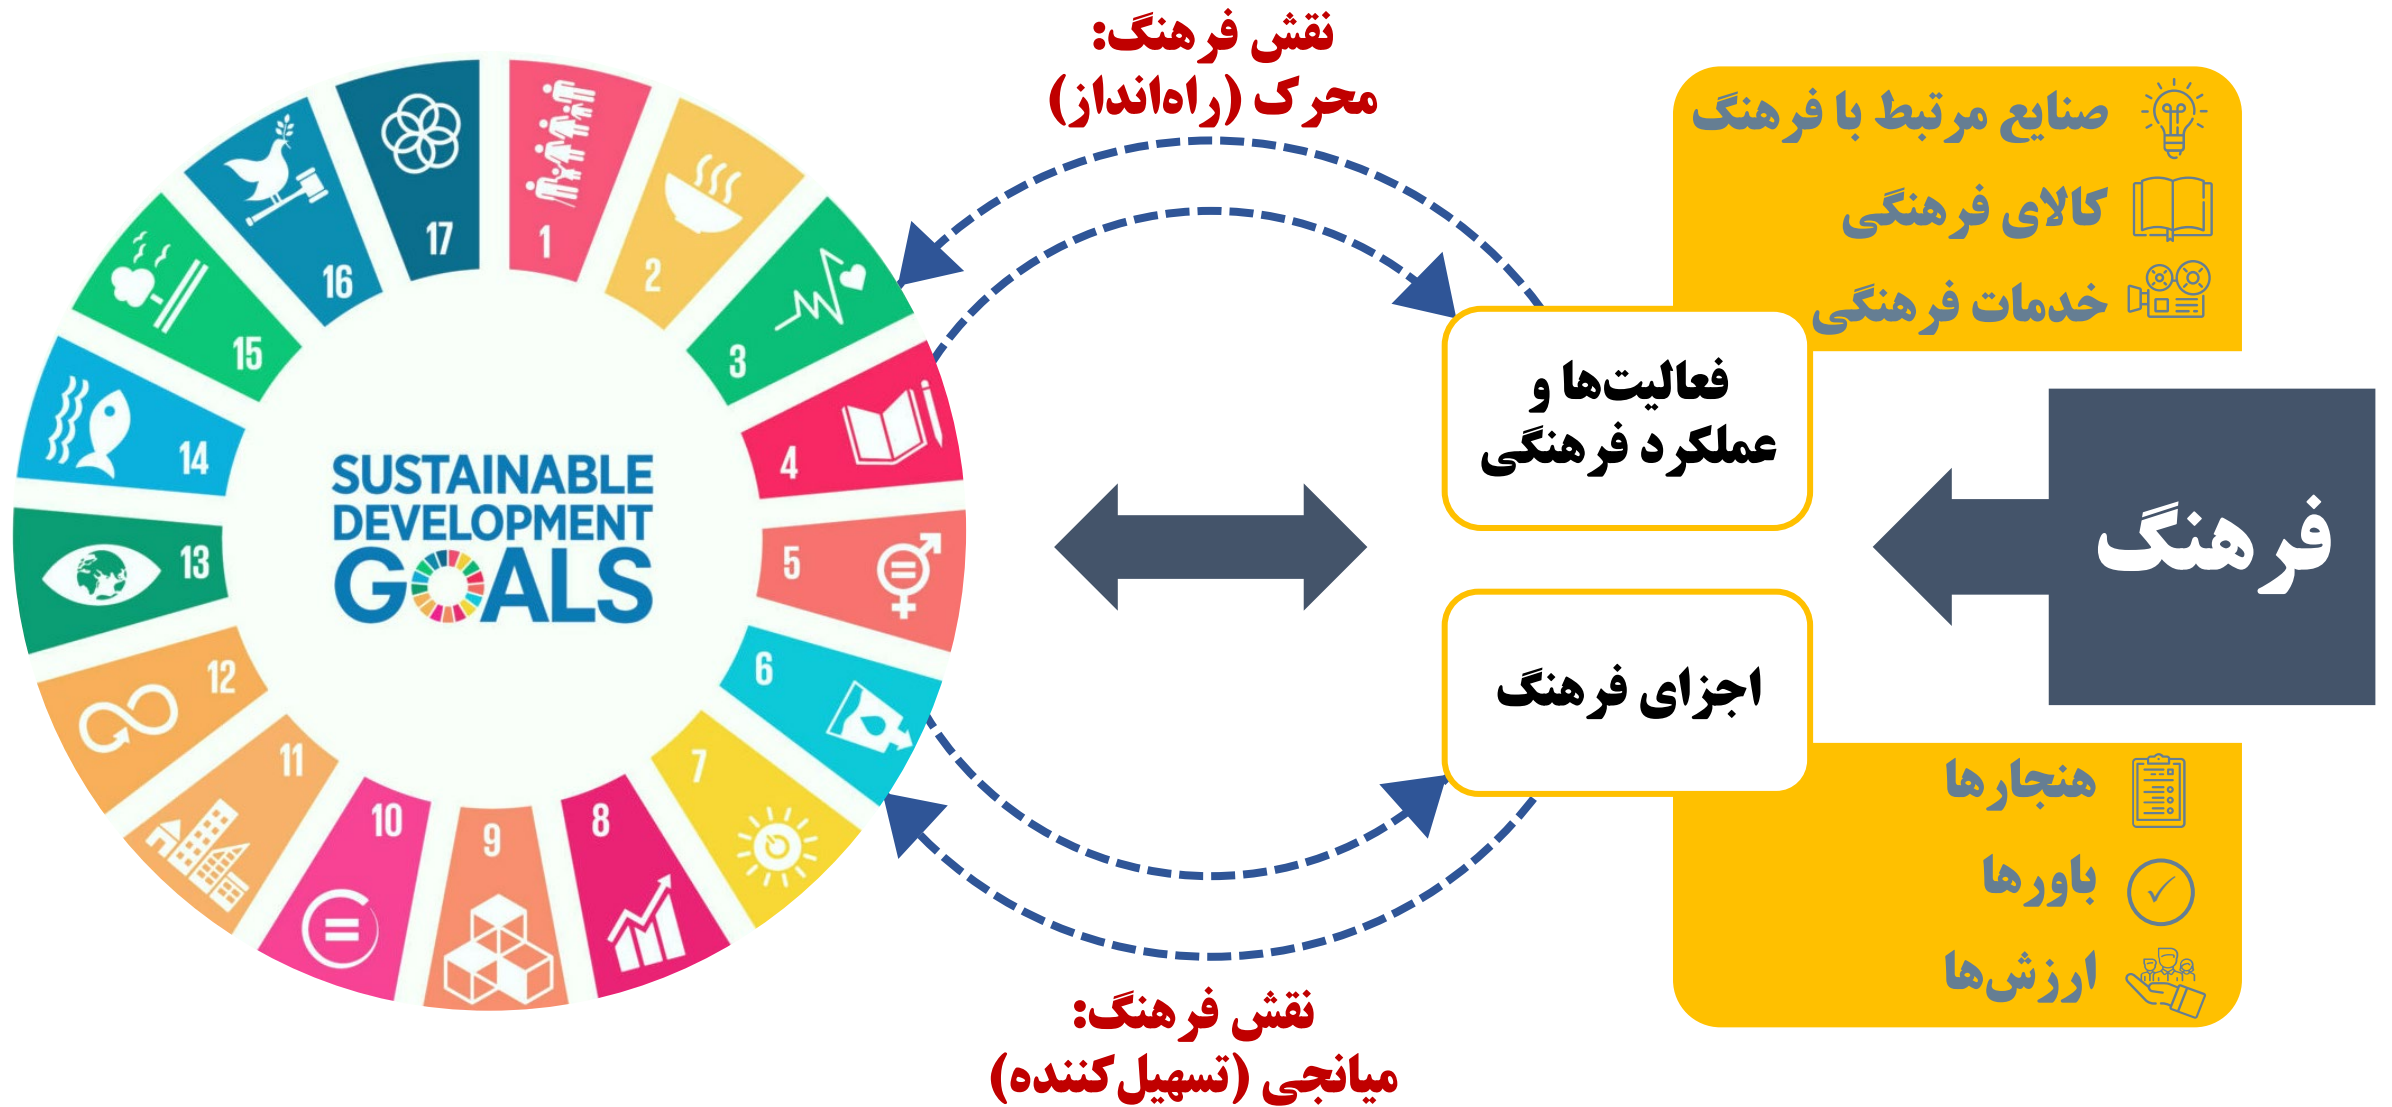 نقش فرهنگ:
محرک (راه‌انداز)
صنایع مرتبط با فرهنگ
کالای فرهنگی
خدمات فرهنگی
فعالیت‌ها و
عملکرد فرهنگی
فرهنگ
اجزای فرهنگ
هنجارها
باورها
ارزش‌ها
نقش فرهنگ:
میانجی (تسهیل‌کننده)
SUSTAINABLE
DEVELOPMENT
GOALS
1
2
3
4
5
6
7
8
9
10
11
12
13
14
15
16
17